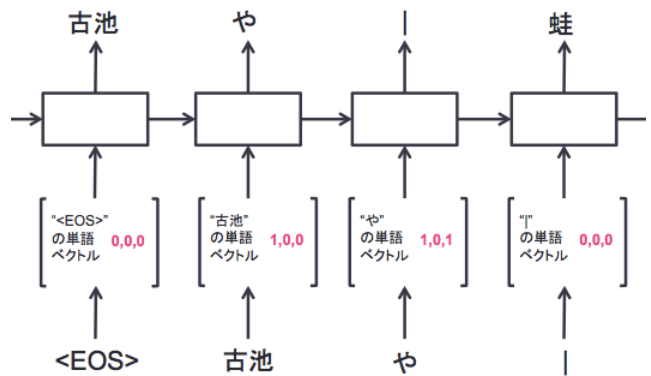 古池 や | 蛙
"<EOS>"
の単語
ベクトル
0,0,0
"古池"
の単語
ベクトル
1,0,0
"や"
の単語
ベクトル
1,0,1
"|"
の単語
ベクトル
0,0,0
<EOS> 古池 や |